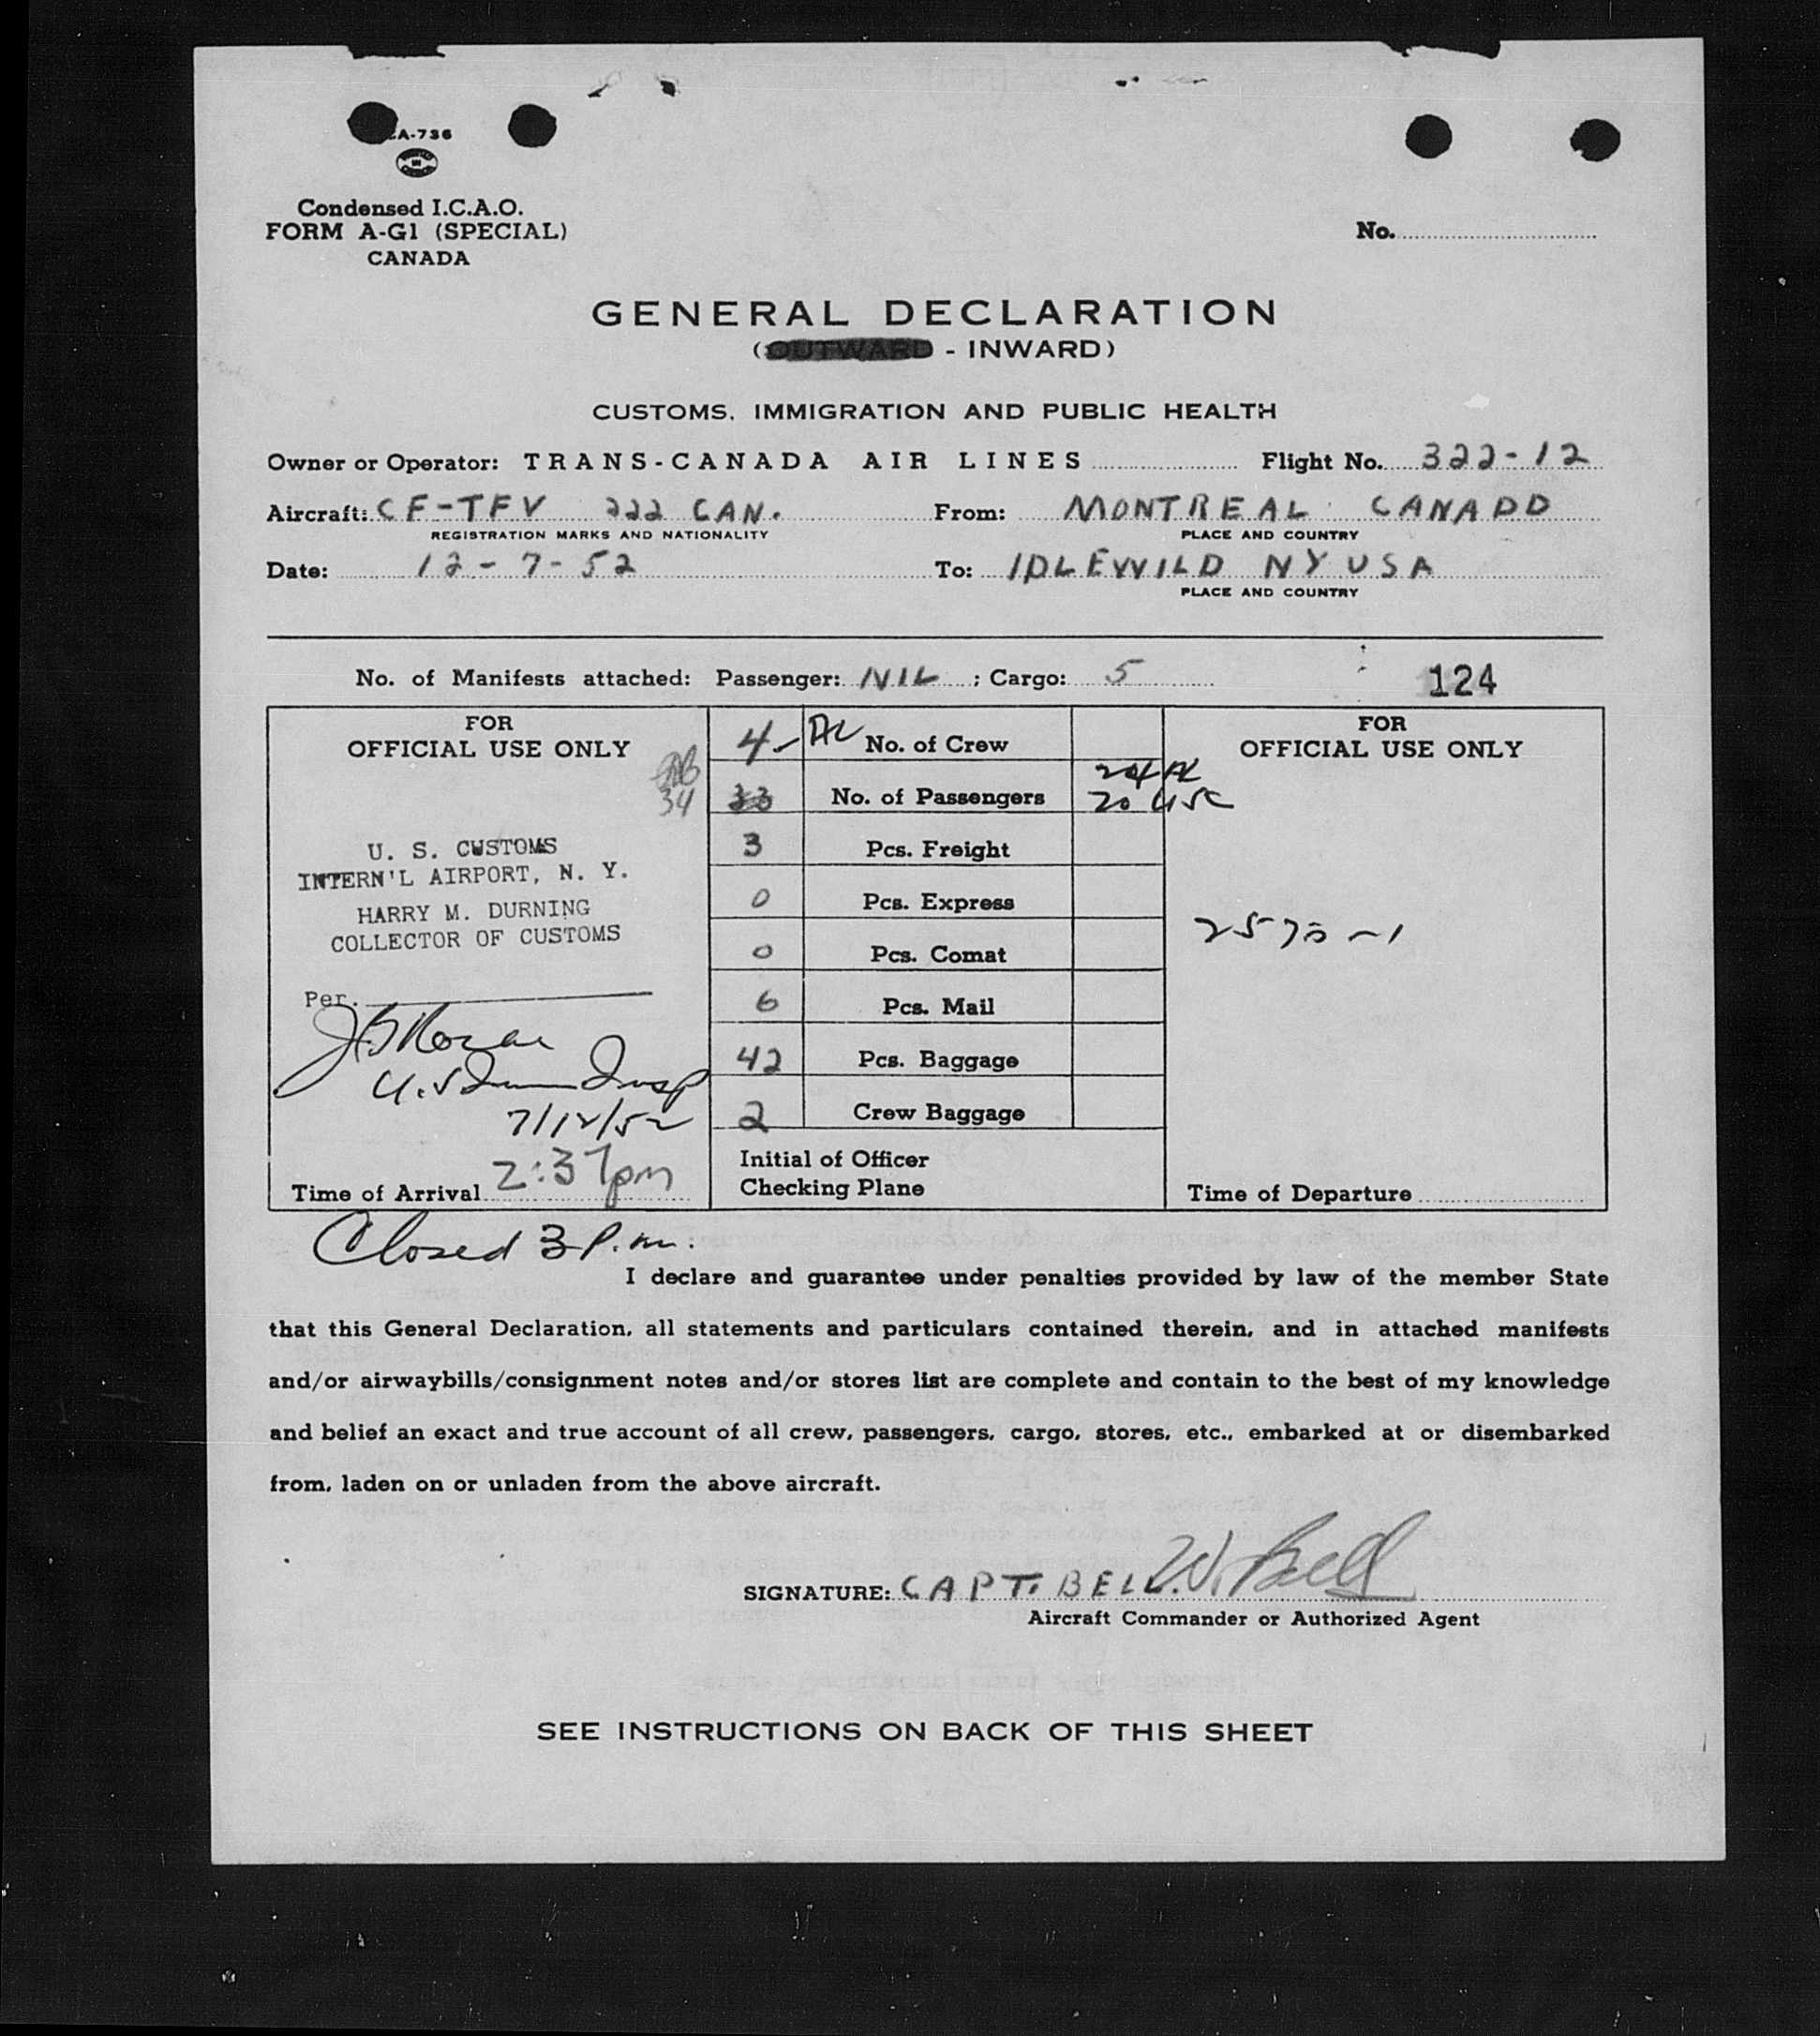 CA-736
Condensed I.C.A.O.
FORM A-G1 (SPECIAL)
CANADA
No.
GENERAL DECLARATION
(OUTWARD - INWARD)
CUSTOMS, IMMIGRATION AND PUBLIC HEALTH
Owner or Operator: TRANS-CANADA AIR LINES Flight No. 322-12
Aircraft: CF-TFV 222 CAN. From: MONTREAL CANADD
REGISTRATION MARKS AND NATIONALITY PLACE AND COUNTRY
Date: 12-7-52 To: IDLEWILD NY USA
PLACE AND COUNTRY
No. of Manifests attached: Passenger: NIL ; Cargo: 5 124
FOR
OFFICIAL USE ONLY
34
U. S. CUSTOMS
INTERN'L AIRPORT, N. Y.
HARRY M. DURNING
COLLECTOR OF CUSTOMS
Per.
7/12/52
Time of Arrival 2:37pm
4- No. of Crew
33 No. of Passengers 20 USC
3 Pcs. Freight
0 Pcs. Express
0 Pcs. Comat
6 Pcs. Mail
42 Pcs. Baggage
2 Crew Baggage
Initial of Officer
Checking Plane
FOR
OFFICIAL USE ONLY
Time of Departure
Closed 3 P.m.
I declare and guarantee under penalties provided by law of the member State
that this General Declaration, all statements and particulars contained therein, and in attached manifests
and/or airwaybills/consignment notes and/or stores list are complete and contain to the best of my knowledge
and belief an exact and true account of all crew, passengers, cargo, stores, etc., embarked at or disembarked
from, laden on or unladen from the above aircraft.
SIGNATURE: CAPT. BELL. W. Bell
Aircraft Commander or Authorized Agent
SEE INSTRUCTIONS ON BACK OF THIS SHEET